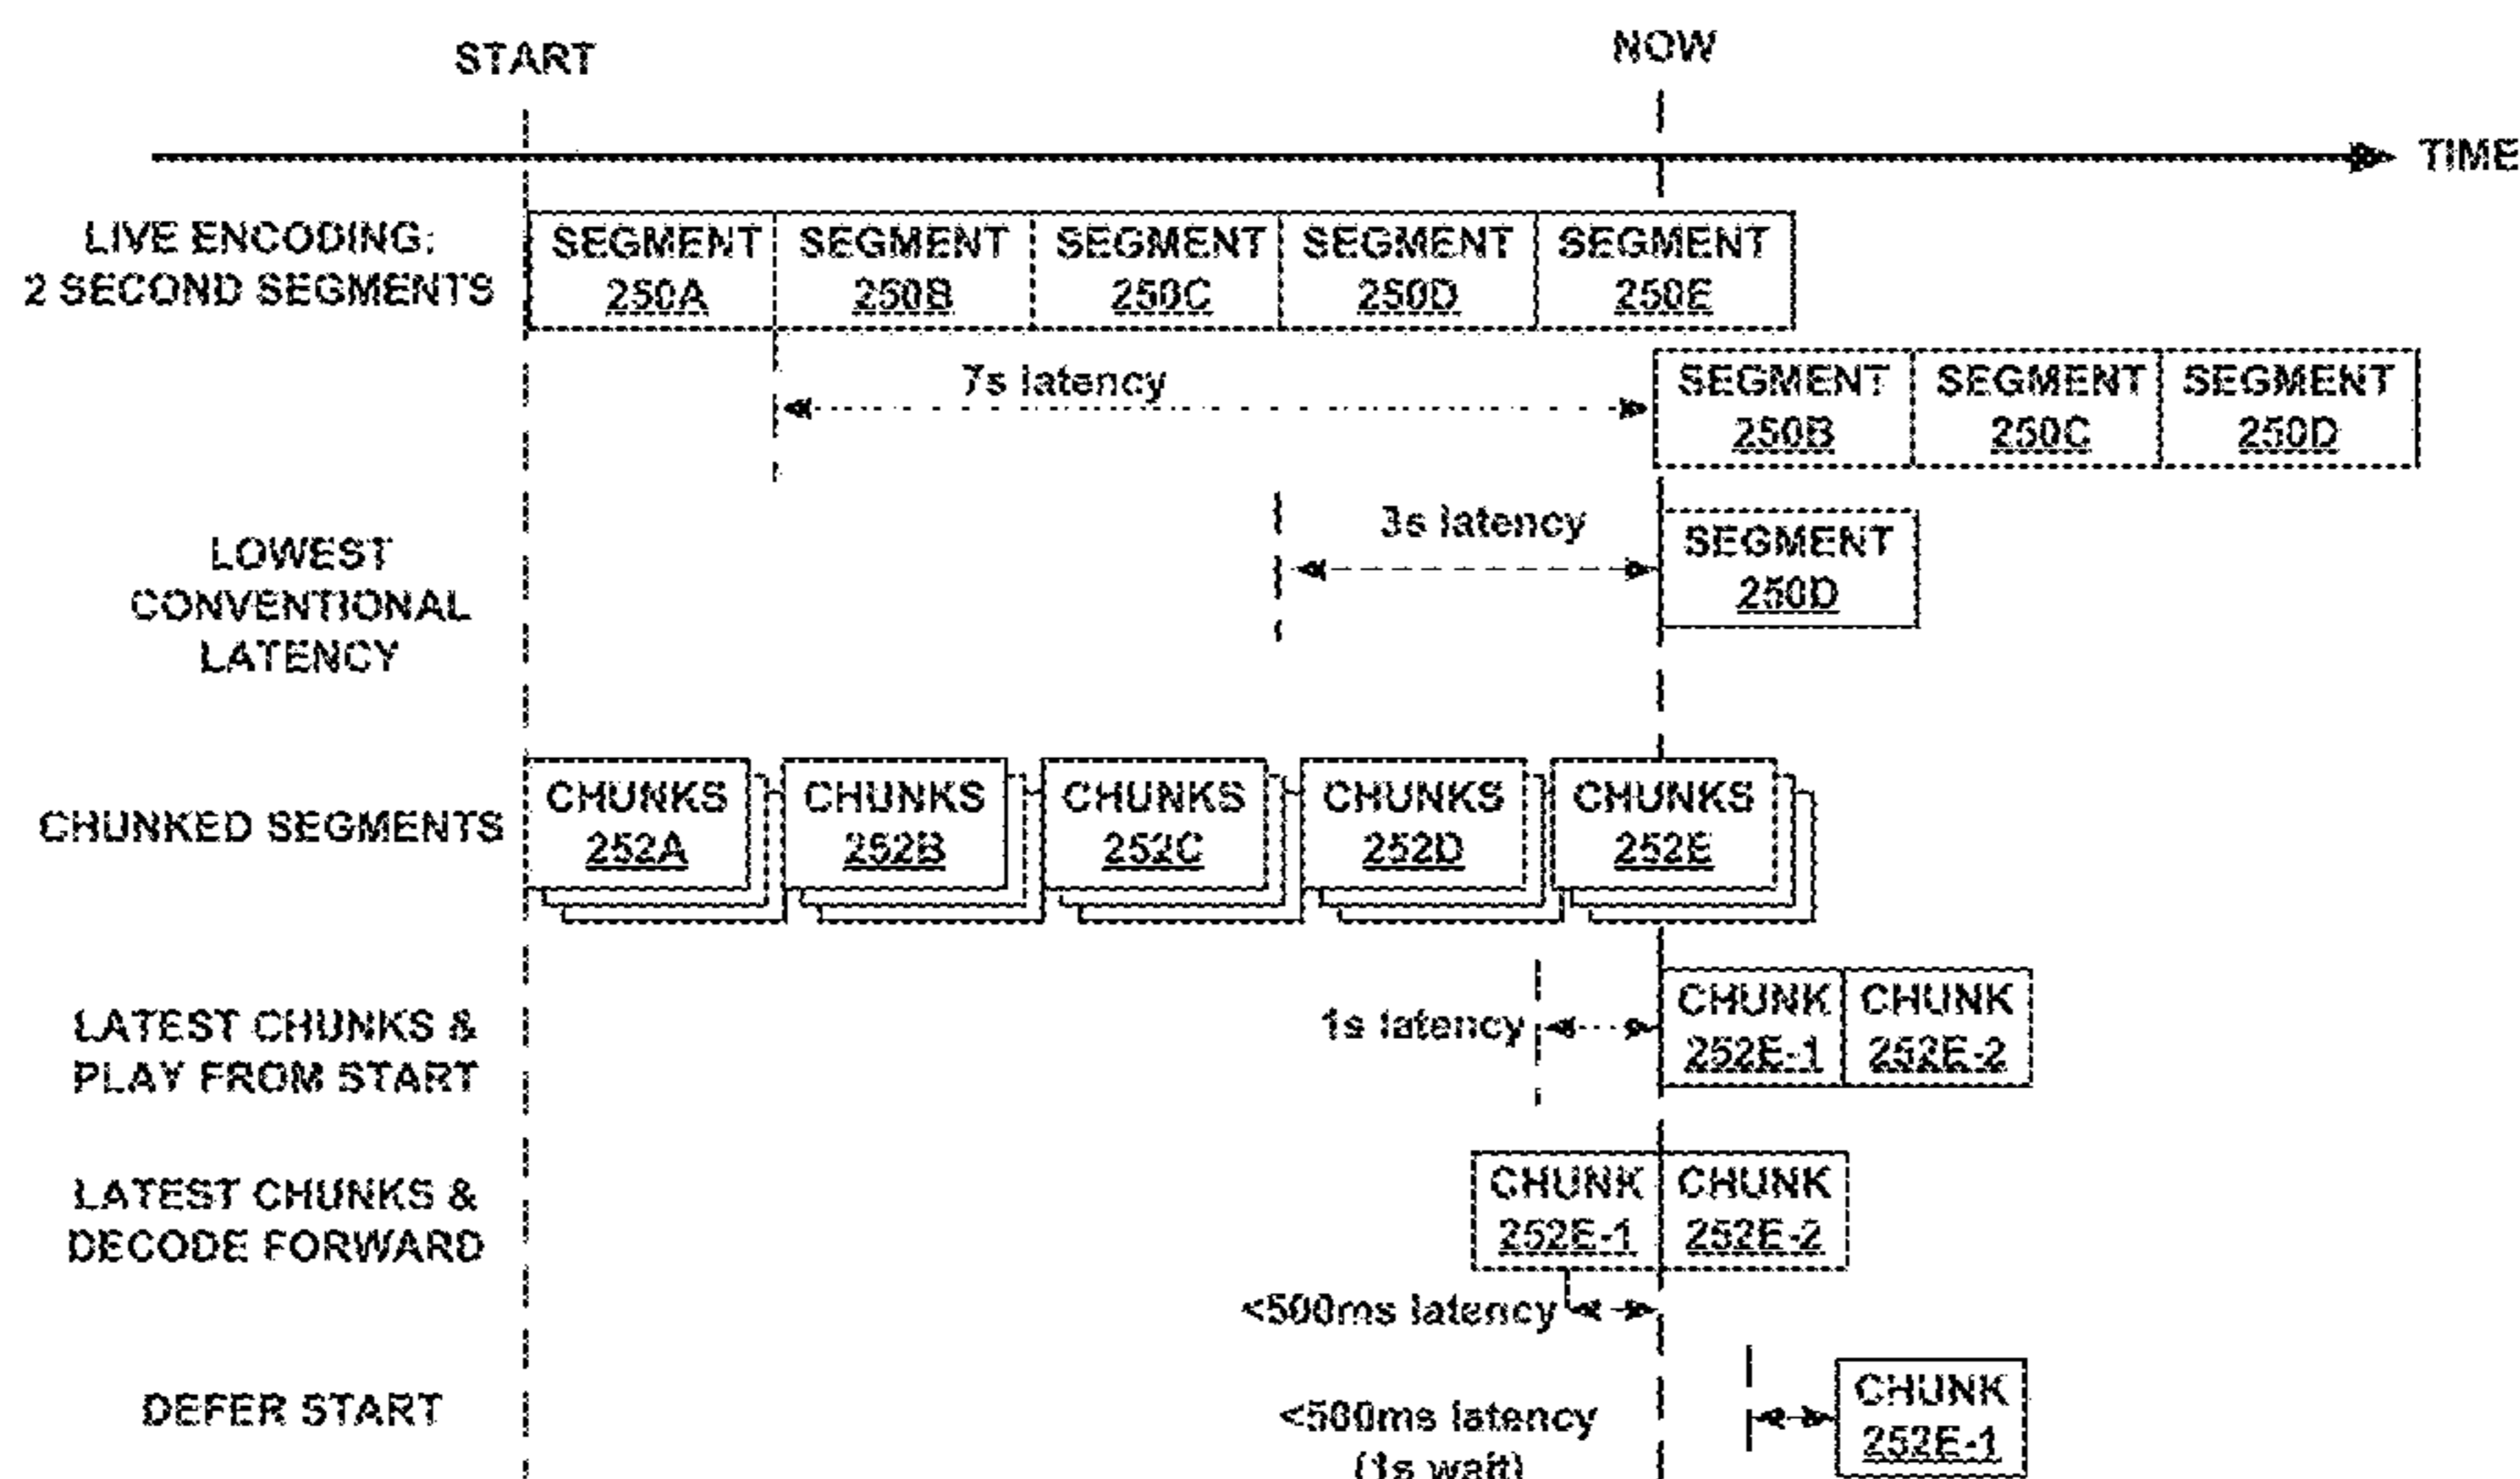 START
NOW
TIME
LIVE ENCODING:
2 SECOND SEGMENTS
SEGMENT
250A
SEGMENT
250B
SEGMENT
250C
SEGMENT
250D
SEGMENT
250E
7s latency
SEGMENT
250B
SEGMENT
250C
SEGMENT
250D
LOWEST
CONVENTIONAL
LATENCY
3s latency
SEGMENT
250D
CHUNKED SEGMENTS
CHUNKS
252A
CHUNKS
252B
CHUNKS
252C
CHUNKS
252D
CHUNKS
252E
LATEST CHUNKS &
PLAY FROM START
1s latency
CHUNK
252E-1
CHUNK
252E-2
LATEST CHUNKS &
DECODE FORWARD
CHUNK
252E-1
CHUNK
252E-2
<500ms latency
DEFER START
<500ms latency
(1s wait)
CHUNK
252E-1